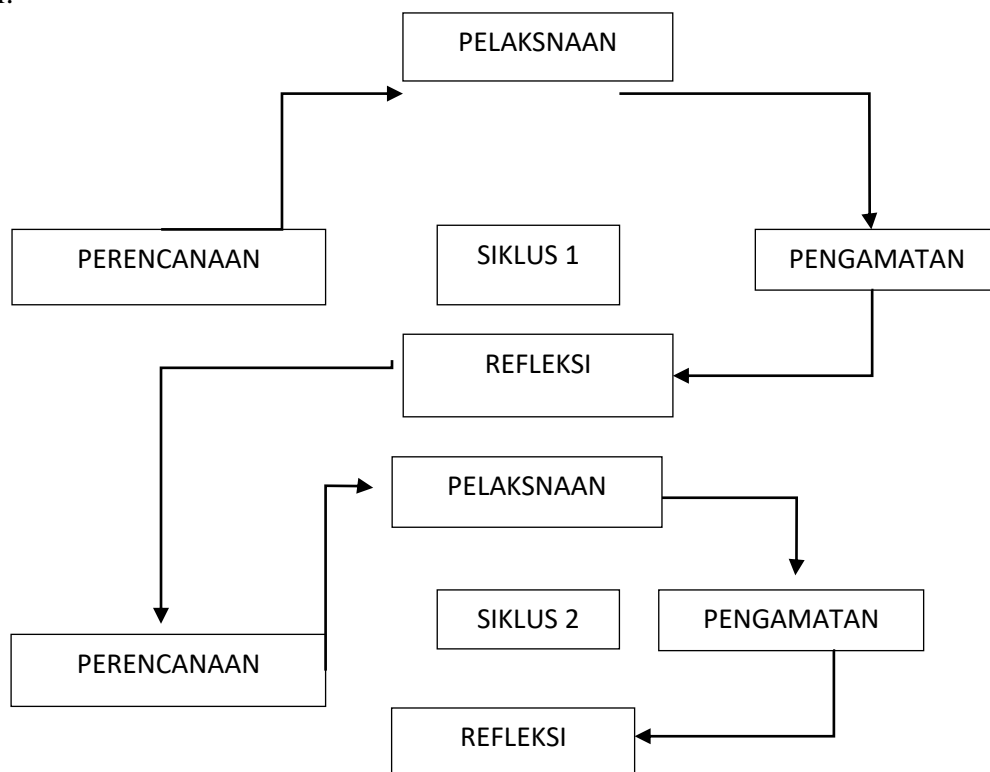 PELAKSNAAN
PERENCANAAN
SIKLUS 1
PENGAMATAN
REFLEKSI
PELAKSNAAN
SIKLUS 2
PENGAMATAN
PERENCANAAN
REFLEKSI